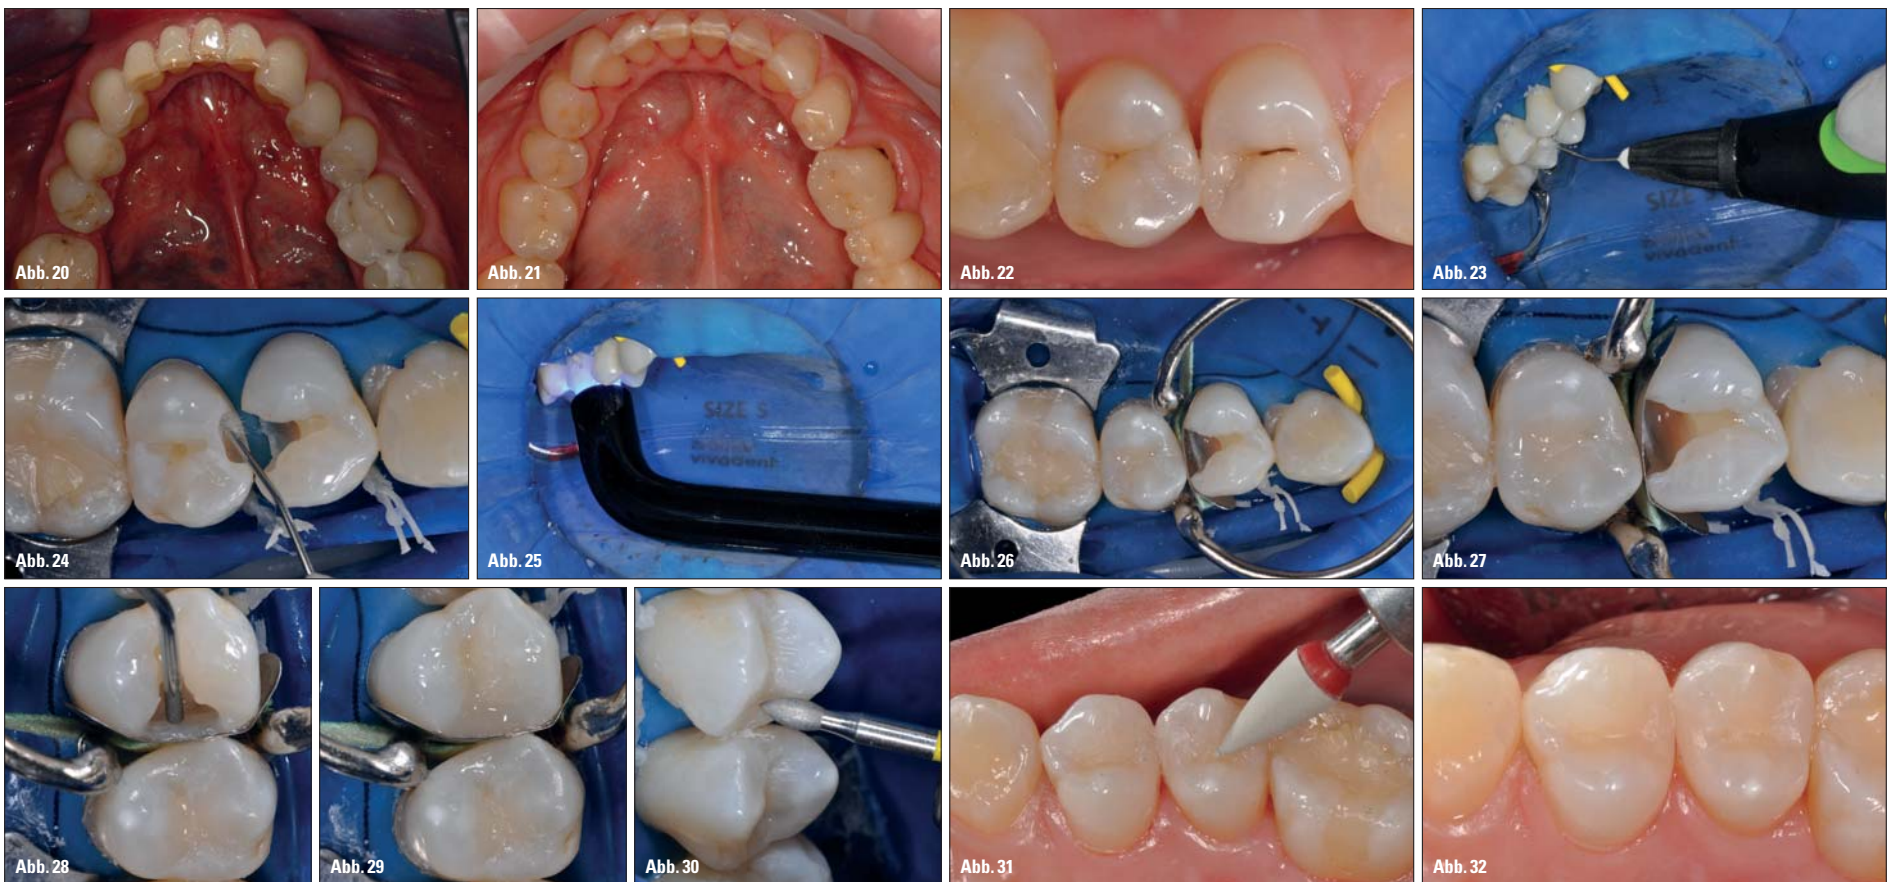 Abb. 20
Abb. 21
Abb. 22
SIZE
vivadent
Abb. 23
Abb. 24
SIZE S
vivadent
Abb. 25
Abb. 26
Abb. 27
Abb. 28
Abb. 29
Abb. 30
Abb. 31
Abb. 32